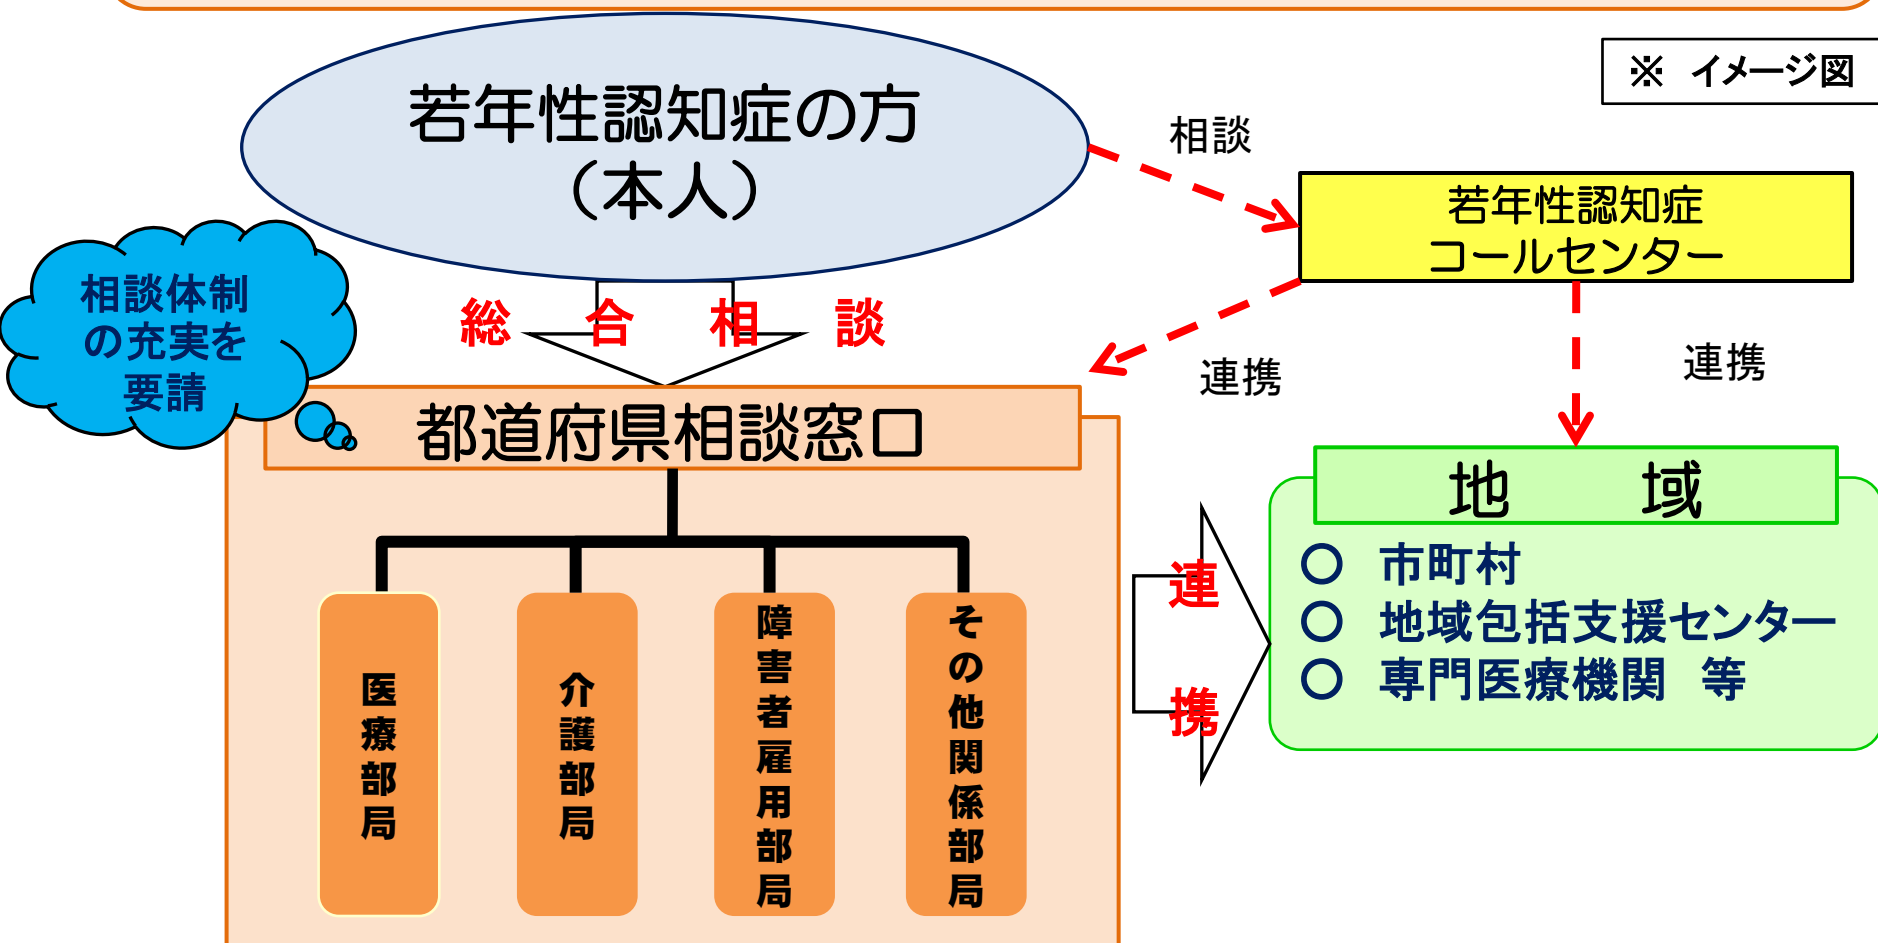 ※ イメージ図
若年性認知症の方
（本人）
相談
若年性認知症
コールセンター
相談体制
の充実を
要請
総合相談
連携
連携
都道府県相談窓口
地域
○ 市町村
○ 地域包括支援センター
○ 専門医療機関 等
連携
医療部局
介護部局
障害者雇用部局
その他関係部局